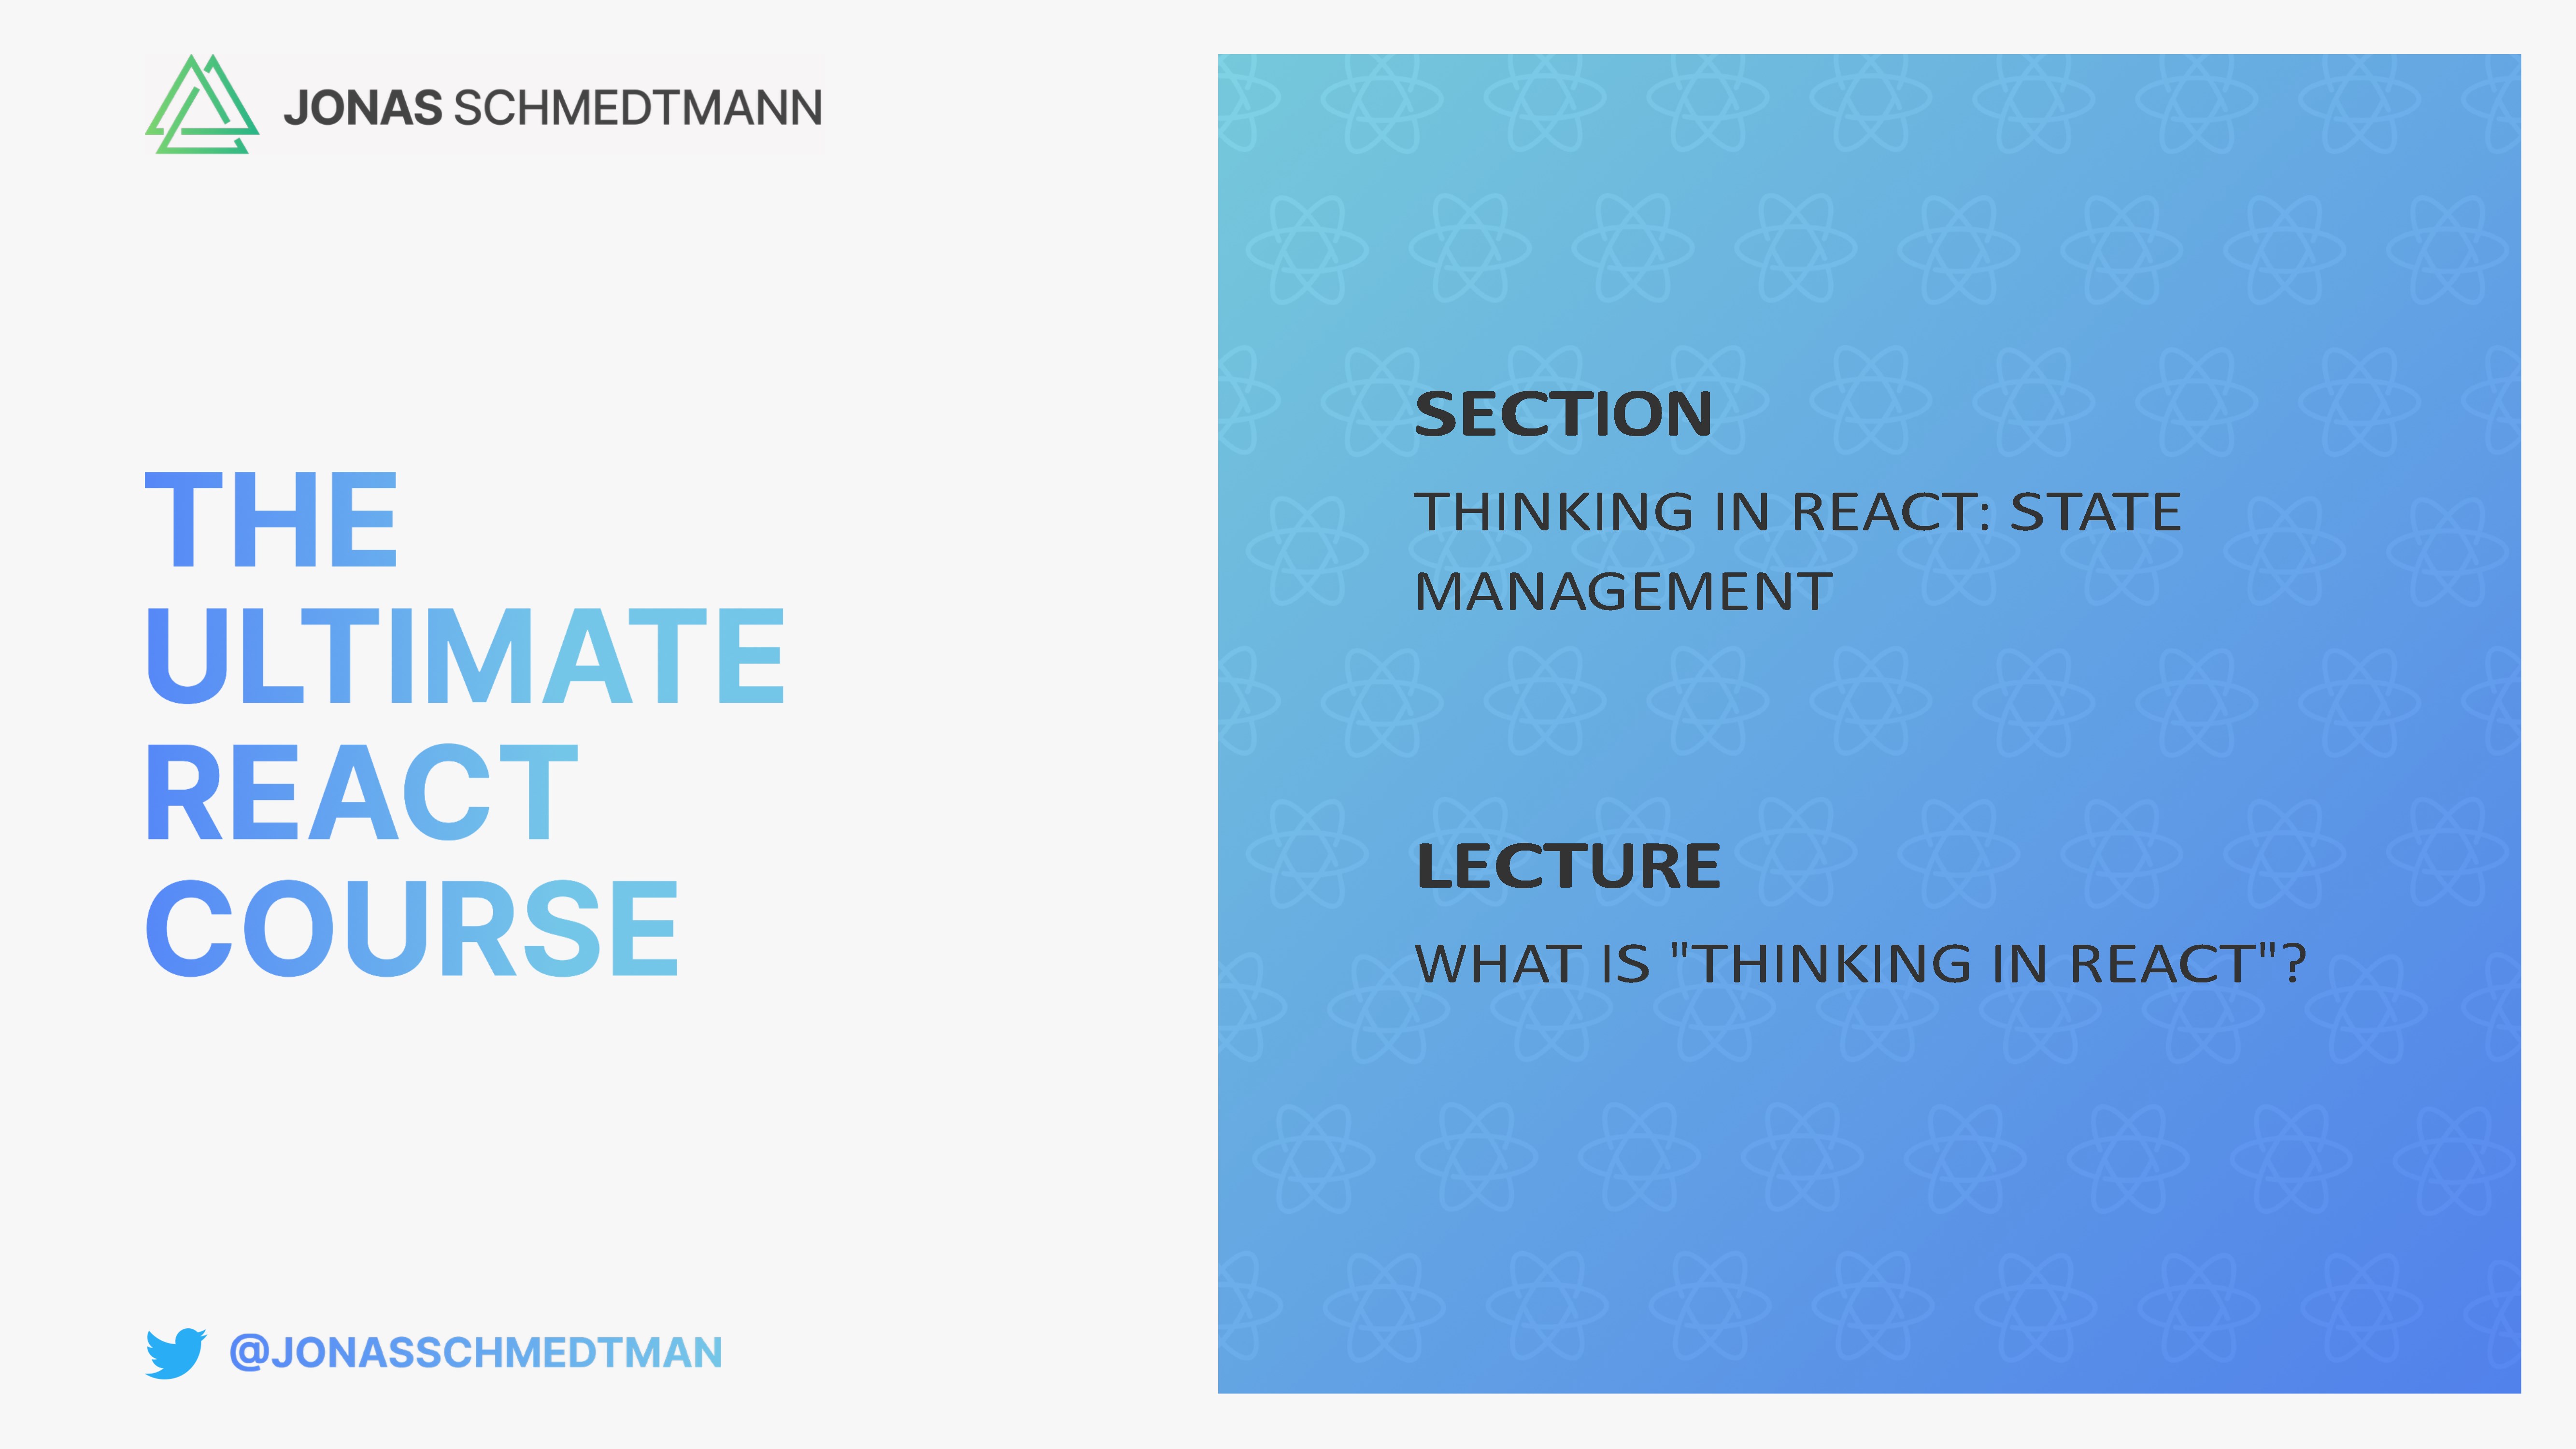 JONAS SCHMEDTMANN
THE
ULTIMATE
REACT
COURSE
@JONASSCHMEDTMAN
SECTION
THINKING IN REACT: STATE
MANAGEMENT
LECTURE
WHAT IS "THINKING IN REACT"?